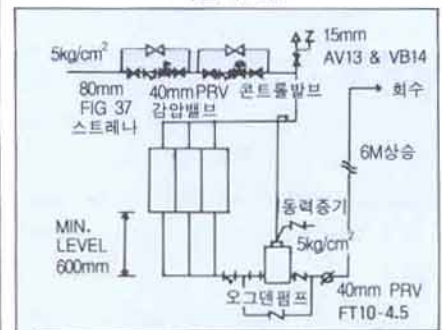 5kg/cm²
15mm
AV13 & VB14
80mm
FIG 37
스트레나
40mm PRV
감압밸브
콘트롤밸브
회수
6M상승
MIN.
LEVEL
600mm
동력증기
5kg/cm²
오그덴펌프
40mm PRV
FT10-4.5